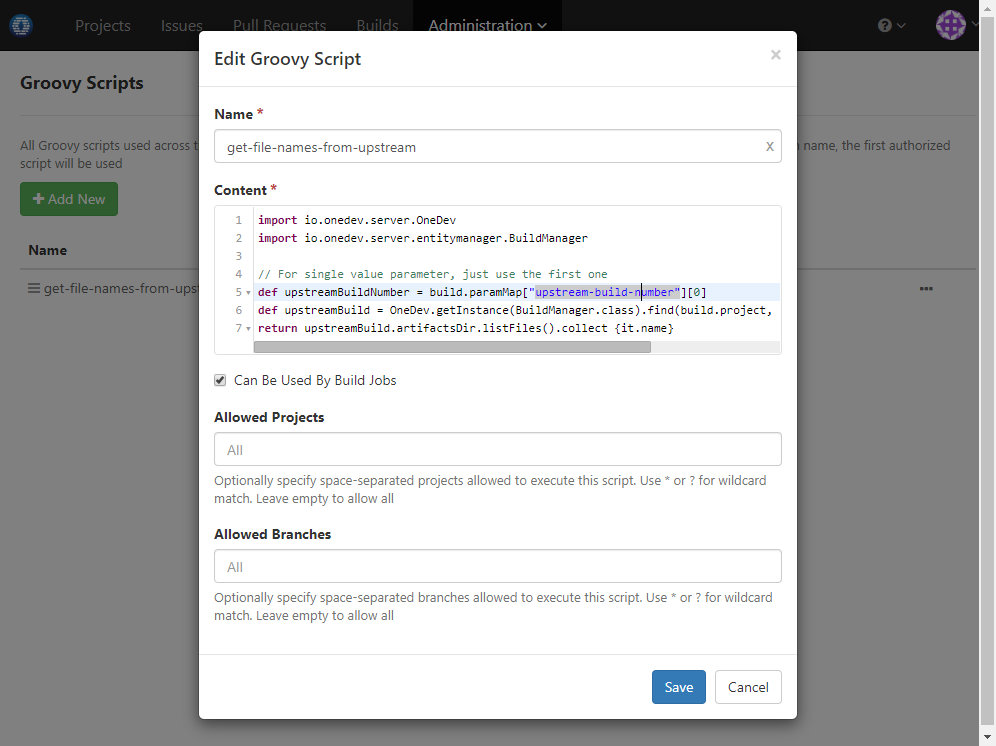 Projects Issues Pull Requests Builds Administration
Groovy Scripts
All Groovy scripts used across name, the first authorized
script will be used
Add New
Name
get-file-names-from-ups
Edit Groovy Script ×
Name *
get-file-names-from-upstream x
Content *
1 import io.onedev.server.OneDev
2 import io.onedev.server.entitymanager.BuildManager
3
4 // For single value parameter, just use the first one
5 def upstreamBuildNumber = build.paramMap["upstream-build-number"][0]
6 def upstreamBuild = OneDev.getInstance(BuildManager.class).find(build.project,
7 return upstreamBuild.artifactsDir.listFiles().collect {it.name}
Can Be Used By Build Jobs
Allowed Projects
All
Optionally specify space-separated projects allowed to execute this script. Use * or ? for wildcard
match. Leave empty to allow all
Allowed Branches
All
Optionally specify space-separated branches allowed to execute this script. Use * or ? for wildcard
match. Leave empty to allow all
Save Cancel